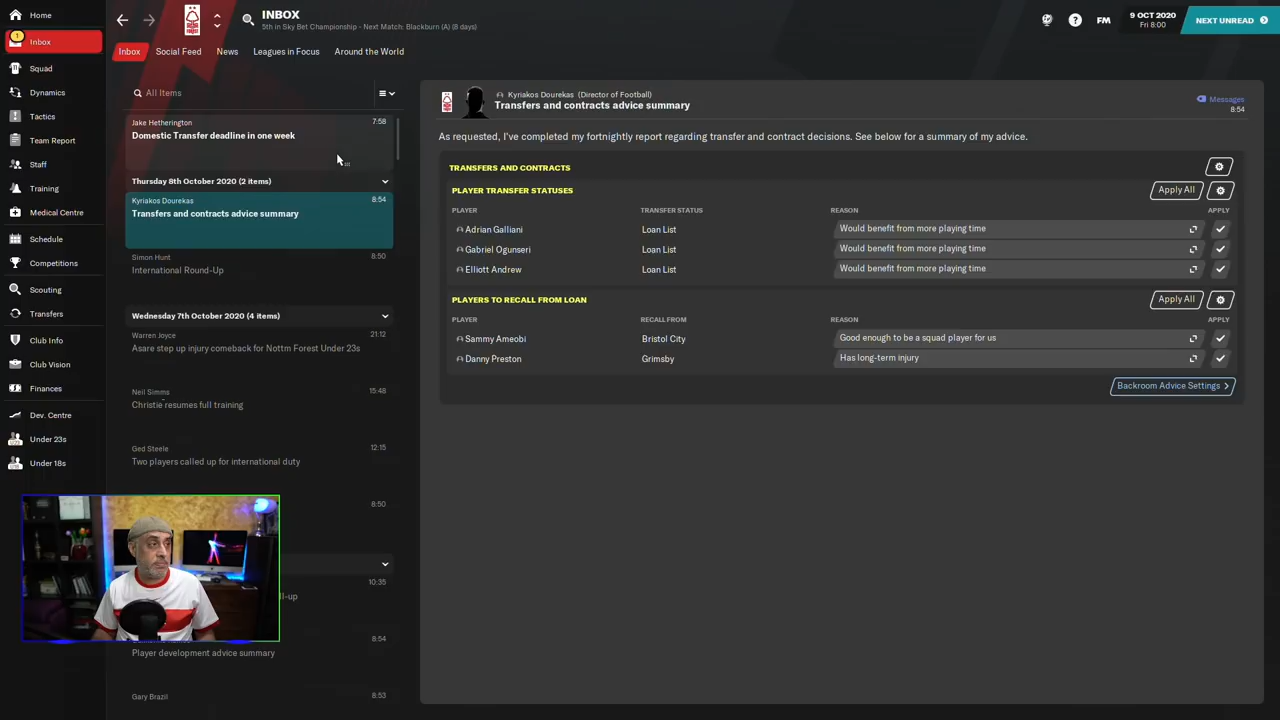 Home
INBOX
5th in Sky Bet Championship - Next Match: Blackburn (A) (8 days)
FM
9 OCT 2020
Fri 8:00
NEXT UNREAD
1
Inbox
Squad
Dynamics
Tactics
Team Report
Staff
Training
Medical Centre
Schedule
Competitions
Scouting
Transfers
Club Info
Club Vision
Finances
Dev. Centre
Under 23s
Under 18s
Inbox
Social Feed
News
Leagues in Focus
Around the World
All Items
Jake Hetherington
7:58
Domestic Transfer deadline in one week
Thursday 8th October 2020 (2 items)
Kyriakos Dourekas
8:54
Transfers and contracts advice summary
Simon Hunt
8:50
International Round-Up
Wednesday 7th October 2020 (4 items)
Warren Joyce
21:12
Asare step up injury comeback for Nottm Forest Under 23s
Neil Simms
15:48
Christie resumes full training
Ged Steele
12:15
Two players called up for international duty
8:50
10:35
ll-up
8:54
Player development advice summary
Gary Brazil
8:53
Kyriakos Dourekas (Director of Football)
Transfers and contracts advice summary
Messages
8:54
As requested, I've completed my fortnightly report regarding transfer and contract decisions. See below for a summary of my advice.
TRANSFERS AND CONTRACTS
PLAYER TRANSFER STATUSES
Apply All
PLAYER
TRANSFER STATUS
REASON
APPLY
Adrian Galliani
Loan List
Would benefit from more playing time
Gabriel Ogunseri
Loan List
Would benefit from more playing time
Elliott Andrew
Loan List
Would benefit from more playing time
PLAYERS TO RECALL FROM LOAN
Apply All
PLAYER
RECALL FROM
REASON
APPLY
Sammy Ameobi
Bristol City
Good enough to be a squad player for us
Danny Preston
Grimsby
Has long-term injury
Backroom Advice Settings